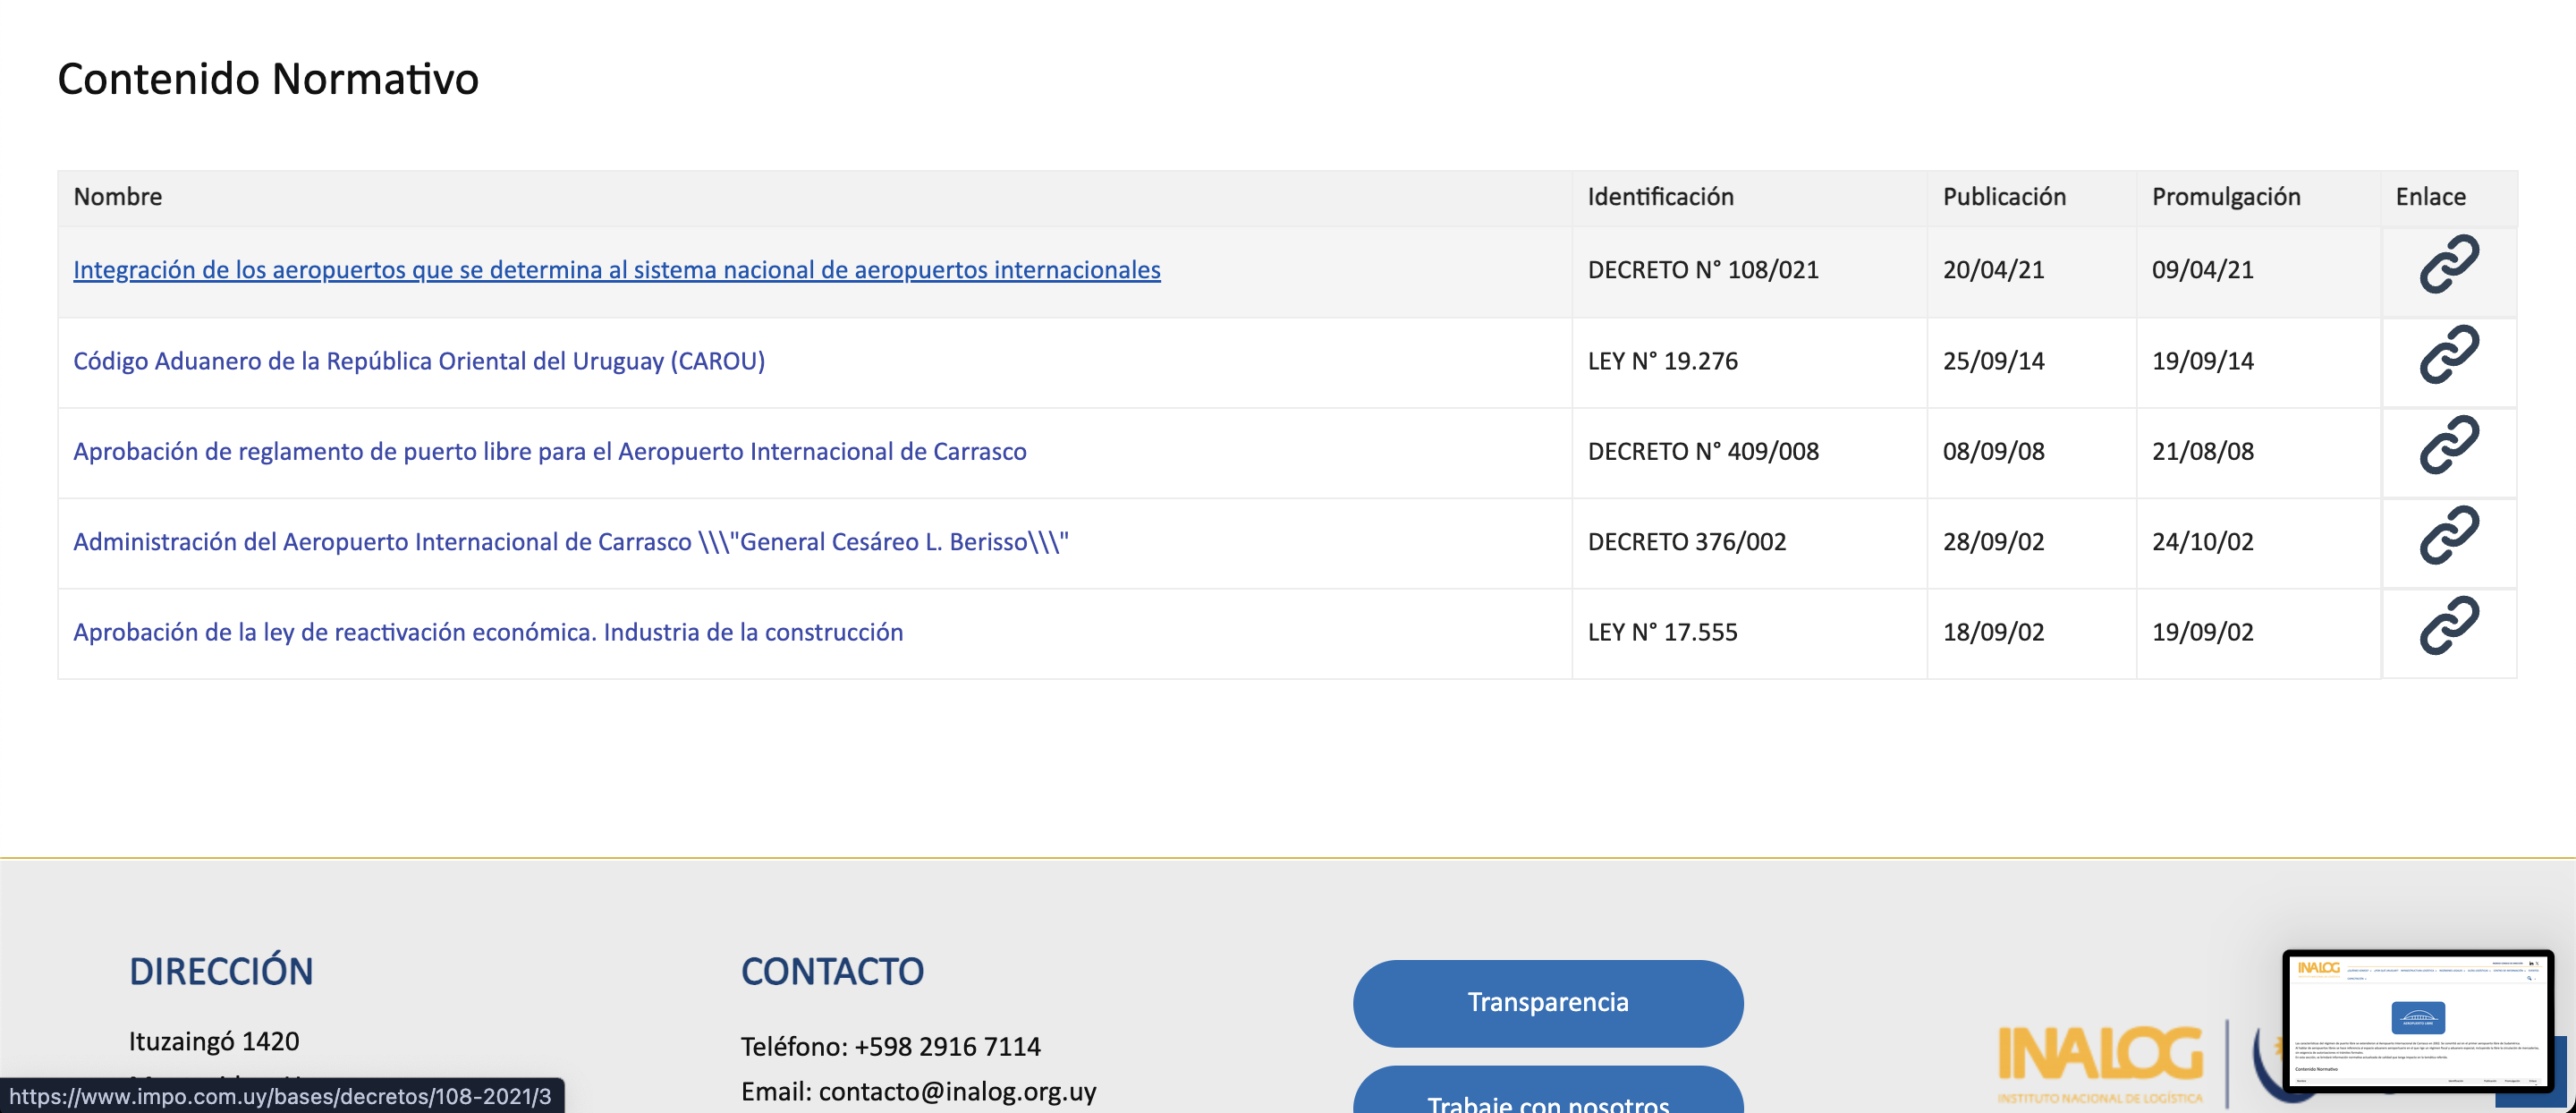 Contenido Normativo
Nombre Identificación Publicación Promulgación Enlace
Integración de los aeropuertos que se determina al sistema nacional de aeropuertos internacionales DECRETO N° 108/021 20/04/21 09/04/21
Código Aduanero de la República Oriental del Uruguay (CAROU) LEY N° 19.276 25/09/14 19/09/14
Aprobación de reglamento de puerto libre para el Aeropuerto Internacional de Carrasco DECRETO N° 409/008 08/09/08 21/08/08
Administración del Aeropuerto Internacional de Carrasco \\\"General Cesáreo L. Berisso\\\" DECRETO 376/002 28/09/02 24/10/02
Aprobación de la ley de reactivación económica. Industria de la construcción LEY N° 17.555 18/09/02 19/09/02
DIRECCIÓN
Ituzaingó 1420
CONTACTO
Teléfono: +598 2916 7114
Email: contacto@inalog.org.uy
Transparencia
Trabaje con nosotros
INALOG
INSTITUTO NACIONAL DE LOGÍSTICA
INALOG
Contenido Normativo
https://www.impo.com.uy/bases/decretos/108-2021/3